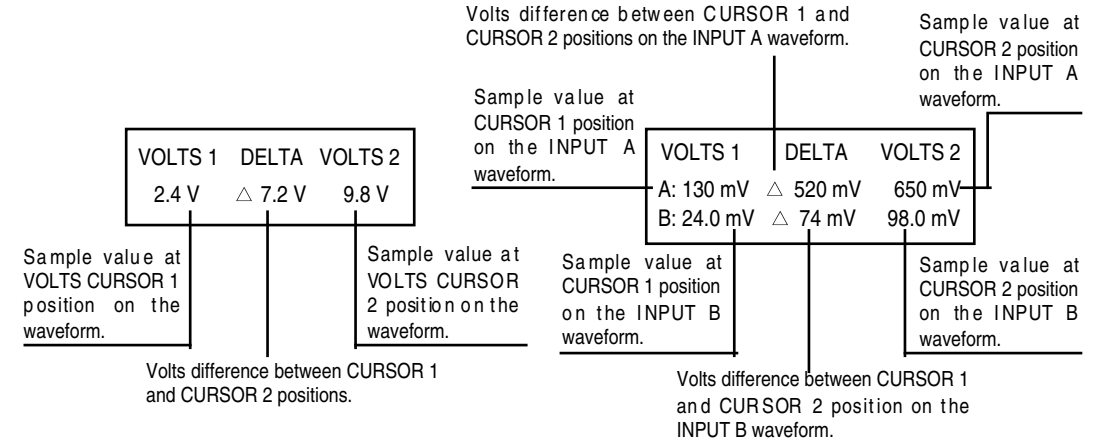 Volts difference between CURSOR 1 and
CURSOR 2 positions on the INPUT A waveform.
Sample value at
CURSOR 2 position
on the INPUT A
waveform.
Sample value at
CURSOR 1 position
on the INPUT A
waveform.
VOLTS 1 DELTA VOLTS 2
2.4 V △ 7.2 V 9.8 V
VOLTS 1 DELTA VOLTS 2
A: 130 mV △ 520 mV 650 mV
B: 24.0 mV △ 74 mV 98.0 mV
Sample value at
VOLTS CURSOR 1
position on the
waveform.
Sample value at
VOLTS CURSOR
2 position on the
waveform.
Volts difference between CURSOR 1
and CURSOR 2 positions.
Sample value at
CURSOR 1 position
on the INPUT B
waveform.
Sample value at
CURSOR 2 position
on the INPUT B
waveform.
Volts difference between CURSOR 1
and CURSOR 2 position on the
INPUT B waveform.